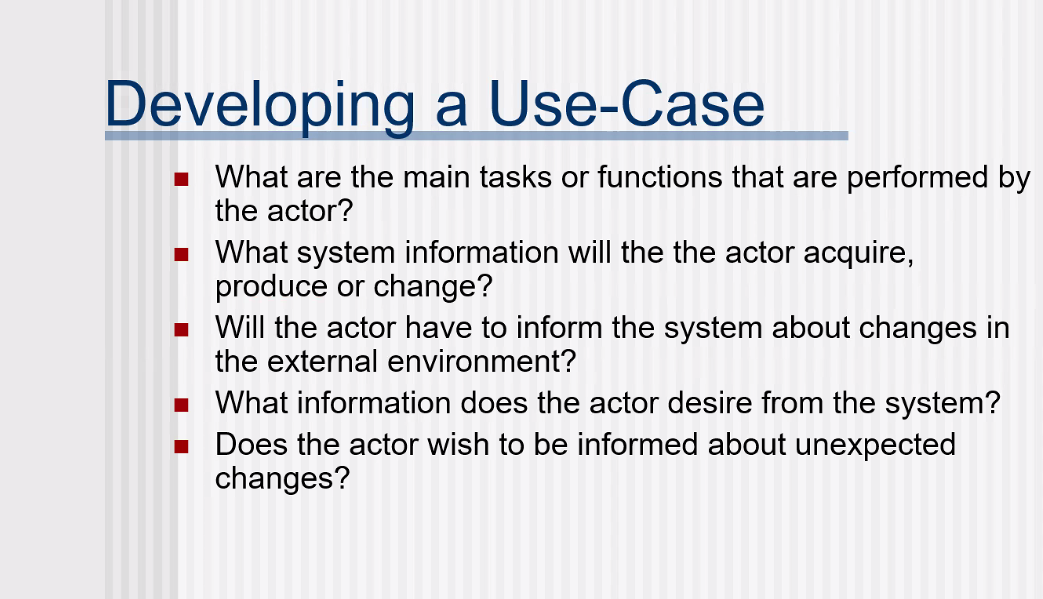 Developing a Use-Case
What are the main tasks or functions that are performed by
the actor?
What system information will the the actor acquire,
produce or change?
Will the actor have to inform the system about changes in
the external environment?
What information does the actor desire from the system?
Does the actor wish to be informed about unexpected
changes?